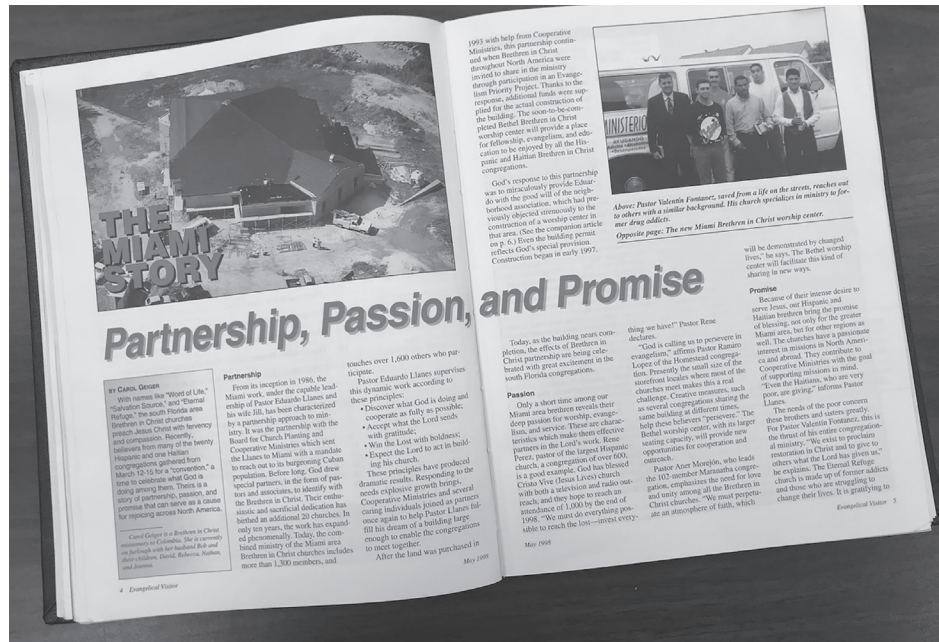 THE
MIAMI
STORY
Partnership, Passion, and Promise
BY CAROL GEIGER
With names like "Word of Life,"
"Salvation Source," and "Eternal
Refuge," the south Florida area
Brethren in Christ churches
preach Jesus Christ with fervency
and compassion. Recently,
believers from many of the twenty
Hispanic and one Haitian
congregations gathered from
March 12-15 for a "convention," a
time to celebrate what God is
doing among them. Theirs is a
story of partnership, passion, and
promise that can serve as a cause
for rejoicing across North America.
Carol Geiger is a Brethren in Christ
missionary to Colombia. She is currently
on furlough with her husband Bob and
their children, David, Rebecca, Nathan,
and Joanna.
4 Evangelical Visitor
Partnership
From its inception in 1986, the
Miami work, under the capable lead-
ership of Pastor Eduardo Llanes and
his wife Jill, has been characterized
by a partnership approach to min-
istry. It was the partnership with the
Board for Church Planting and
Cooperative Ministries which sent
the Llanes to Miami with a mandate
to reach out to its burgeoning Cuban
population. Before long, God drew
special partners, in the form of pas-
tors and associates, to identify with
the Brethren in Christ. Their enthu-
siastic and sacrificial dedication has
birthed an additional 20 churches. In
only ten years, the work has expand-
ed phenomenally. Today, the com-
bined ministry of the Miami area
Brethren in Christ churches includes
more than 1,300 members, and
touches over 1,600 others who par-
ticipate.
Pastor Eduardo Llanes supervises
this dynamic work according to
these principles:
• Discover what God is doing and
cooperate as fully as possible;
• Accept what the Lord sends
with gratitude;
• Win the Lost with boldness;
• Expect the Lord to act in build-
ing his church.
These principles have produced
dramatic results. Responding to the
needs explosive growth brings,
Cooperative Ministries and several
caring individuals joined as partners
once again to help Pastor Llanes ful-
fill his dream of a building large
enough to enable the congregations
to meet together.
After the land was purchased in
May 1998
1993 with help from Cooperative
Ministries, this partnership contin-
ued when Brethren in Christ
throughout North America were
invited to share in the ministry
through participation in an Evange-
lism Priority Project. Thanks to the
response, additional funds were sup-
plied for the actual construction of
the building. The soon-to-be-com-
pleted Bethel Brethren in Christ
worship center will provide a place
for fellowship, evangelism, and edu-
cation to be enjoyed by all the His-
panic and Haitian Brethren in Christ
congregations.
God's response to this partnership
was to miraculously provide Eduar-
do with the good will of the neigh-
borhood association, which had pre-
viously objected strenuously to the
construction of a worship center in
that area. (See the companion article
on p. 6.) Even the building permit
reflects God's special provision.
Construction began in early 1997.
MINISTERIO
Above: Pastor Valentín Fontanez, saved from a life on the streets, reaches out
to others with a similar background. His church specializes in ministry to for-
mer drug addicts.
Opposite page: The new Miami Brethren in Christ worship center.
Today, as the building nears com-
pletion, the effects of Brethren in
Christ partnership are being cele-
brated with great excitement in the
south Florida congregations.
Passion
Only a short time among our
Miami area brethren reveals their
deep passion for worship, evange-
lism, and service. These are charac-
teristics which make them effective
partners in the Lord's work. Rene
Perez, pastor of the largest Hispanic
church, a congregation of over 600,
is a good example. God has blessed
Cristo Vive (Jesus Lives) Church
with both a television and radio out-
reach, and they hope to reach an
attendance of 1,000 by the end of
1998. "We must do everything pos-
sible to reach the lost—invest every-
May 1998
thing we have!" Pastor Rene
declares.
"God is calling us to persevere in
evangelism," affirms Pastor Ramiro
Lopez of the Homestead congrega-
tion. Presently the small size of the
storefront locales where most of the
churches meet makes this a real
challenge. Creative measures, such
as several congregations sharing the
same building at different times,
help these believers "persevere." The
Bethel worship center, with its larger
seating capacity, will provide new
opportunities for cooperation and
outreach.
Pastor Aner Morejón, who leads
the 102-member Maranatha congre-
gation, emphasizes the need for love
and unity among all the Brethren in
Christ churches. "We must perpetu-
ate an atmosphere of faith, which
will be demonstrated by changed
lives," he says. The Bethel worship
center will facilitate this kind of
sharing in new ways.
Promise
Because of their intense desire to
serve Jesus, our Hispanic and
Haitian brethren bring the promise
of blessing, not only for the greater
Miami area, but for other regions as
well. The churches have a passionate
interest in missions in North Ameri-
ca and abroad. They contribute to
Cooperative Ministries with the goal
of supporting missions in mind.
"Even the Haitians, who are very
poor, are giving," informs Pastor
Llanes.
The needs of the poor concern
these brothers and sisters greatly.
For Pastor Valentín Fontanez, this is
the thrust of his entire congregation-
al ministry. "We exist to proclaim
restoration in Christ and to give to
others what the Lord has given us,"
he explains. The Eternal Refuge
church is made up of former addicts
and those who are struggling to
change their lives. It is gratifying to
Evangelical Visitor 5